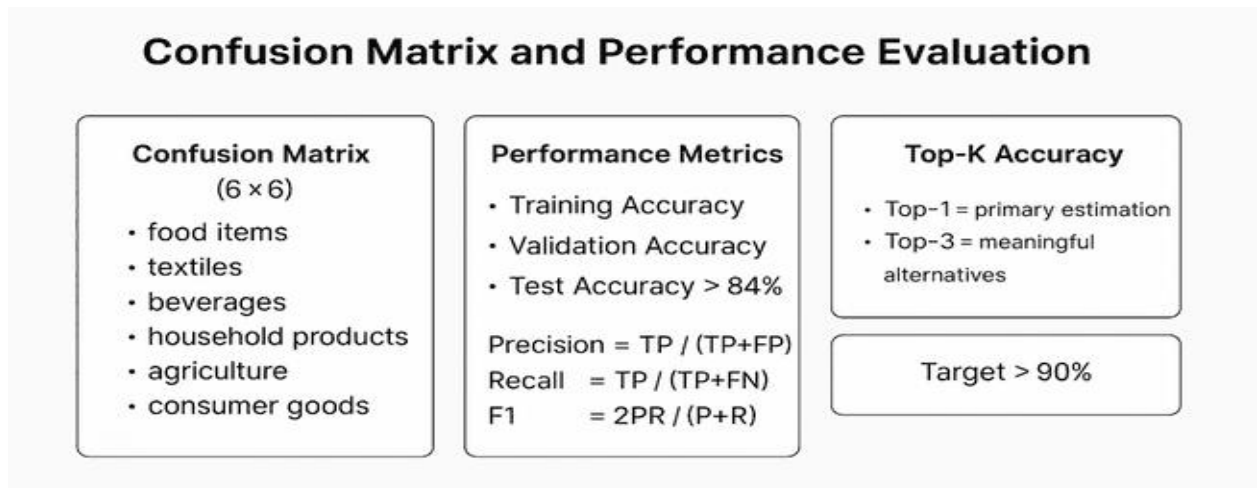 Confusion Matrix and Performance Evaluation
Confusion Matrix
(6 × 6)
• food items
• textiles
• beverages
• household products
• agriculture
• consumer goods
Performance Metrics
• Training Accuracy
• Validation Accuracy
• Test Accuracy > 84%
Precision = TP / (TP+FP)
Recall = TP / (TP+FN)
F1 = 2PR / (P+R)
Top-K Accuracy
• Top-1 = primary estimation
• Top-3 = meaningful
alternatives
Target > 90%